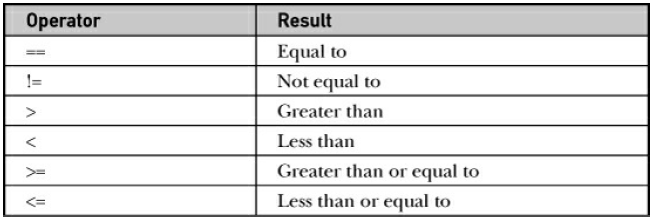 Operator Result
== Equal to
!= Not equal to
> Greater than
< Less than
>= Greater than or equal to
<= Less than or equal to